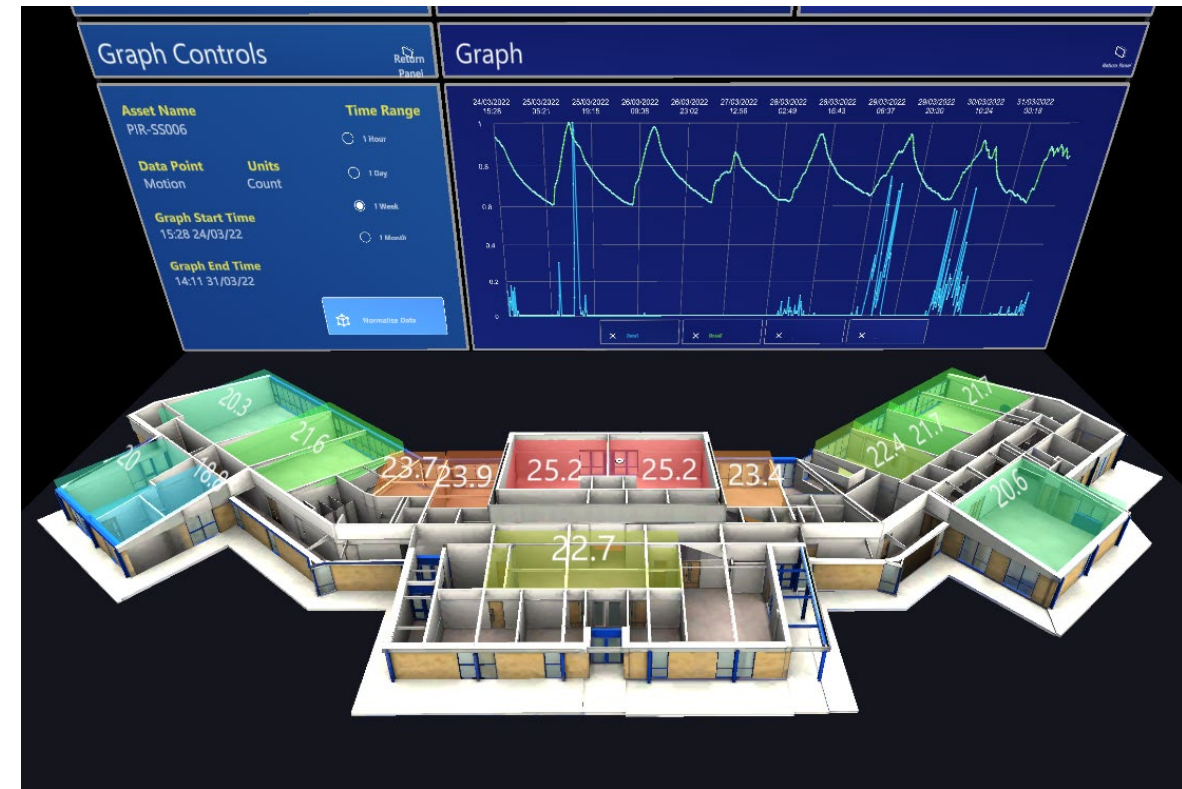 Graph Controls
Return
Panel
Graph
Return Panel
Asset Name
PIR-SS006
Time Range
1 Hour
Data Point
Units
Motion
Count
1 Day
1 Week
Graph Start Time
15:28 24/03/22
1 Month
Graph End Time
14:11 31/03/22
Normalise Data
24/03/2022 25/03/2022 25/03/2022 26/03/2022 26/03/2022 27/03/2022 28/03/2022 28/03/2022 29/03/2022 29/03/2022 30/03/2022 31/03/2022
15:28 05:21 19:15 09:08 23:02 12:56 02:49 16:43 06:37 20:30 10:24 00:18
1
0.4
0.2
0
20.3
21.6
20
18.8
23.7
23.9
25.2
25.2
23.4
22.4
21.7
21.7
20.6
22.7